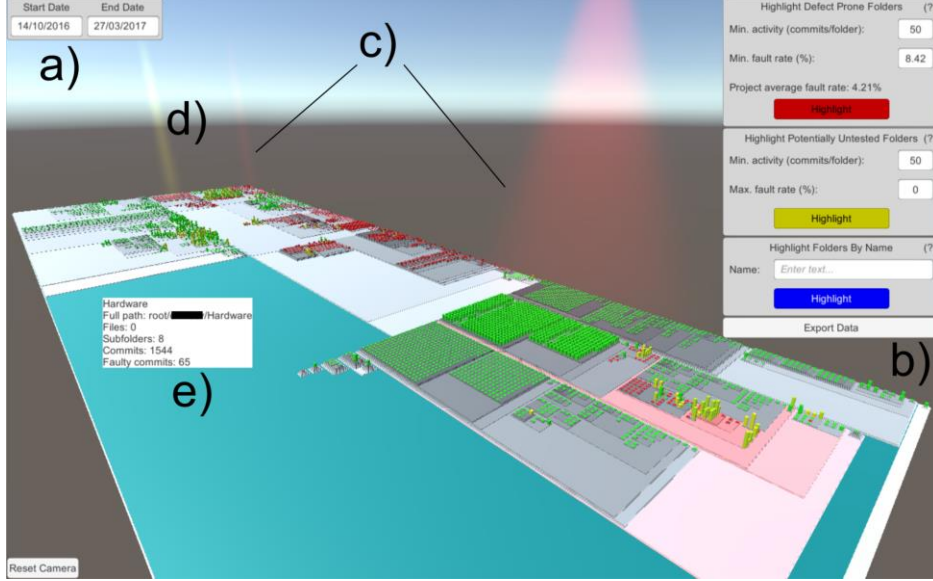 Start Date End Date
14/10/2016 27/03/2017
a)
c)
d)
Highlight Defect Prone Folders (?
Min. activity (commits/folder): 50
Min. fault rate (%): 8.42
Project average fault rate: 4.21%
Highlight
Highlight Potentially Untested Folders (?
Min. activity (commits/folder): 50
Max. fault rate (%): 0
Highlight
Highlight Folders By Name (?
Name: Enter text...
Highlight
Export Data
b)
Hardware
Full path: root/ /Hardware
Files: 0
Subfolders: 8
Commits: 1544
Faulty commits: 65
e)
Reset Camera